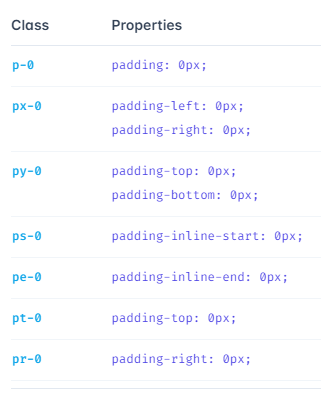 Class Properties
p-0 padding: 0px;
px-0 padding-left: 0px;
padding-right: 0px;
py-0 padding-top: 0px;
padding-bottom: 0px;
ps-0 padding-inline-start: 0px;
pe-0 padding-inline-end: 0px;
pt-0 padding-top: 0px;
pr-0 padding-right: 0px;